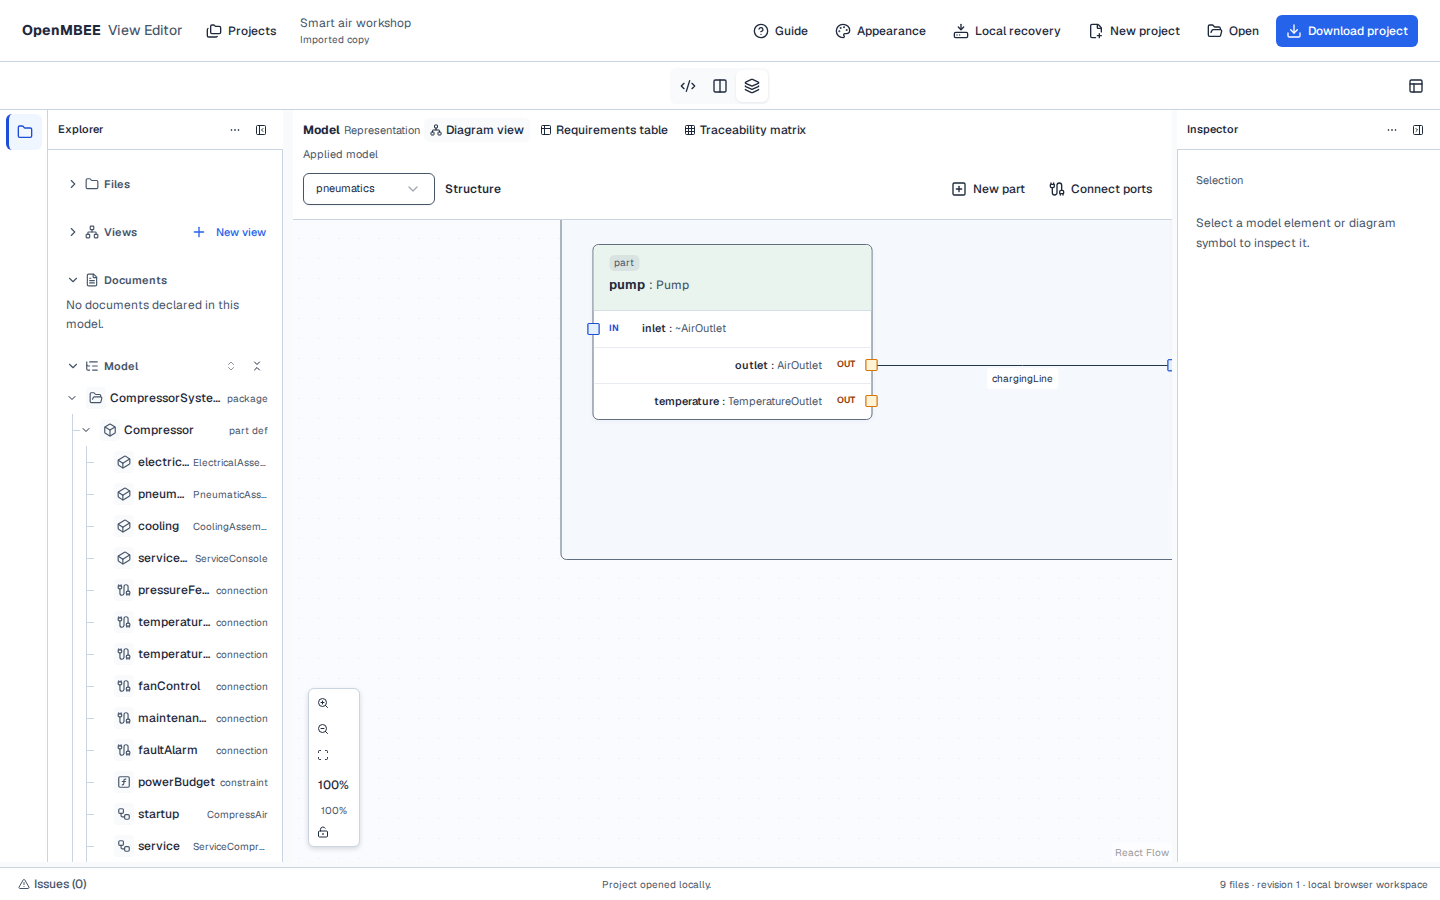 OpenMBEE View Editor
Projects
Smart air workshop
Imported copy
Guide
Appearance
Local recovery
New project
Open
Download project
Explorer
Files
Views
New view
Documents
No documents declared in this
model.
Model
CompressorSyste... package
Compressor part def
electric... ElectricalAsse...
pneum... PneumaticAss...
cooling CoolingAssem...
service... ServiceConsole
pressureFe... connection
temperatur... connection
temperatur... connection
fanControl connection
maintenan... connection
faultAlarm connection
powerBudget constraint
startup CompressAir
service ServiceCompr...
Model Representation Diagram view Requirements table Traceability matrix
Applied model
pneumatics Structure
New part
Connect ports
part
pump : Pump
IN inlet : ~AirOutlet
outlet : AirOutlet OUT
temperature : TemperatureOutlet OUT
chargingLine
100%
100%
React Flow
Inspector
Selection
Select a model element or diagram
symbol to inspect it.
Issues (0)
Project opened locally.
9 files · revision 1 · local browser workspace